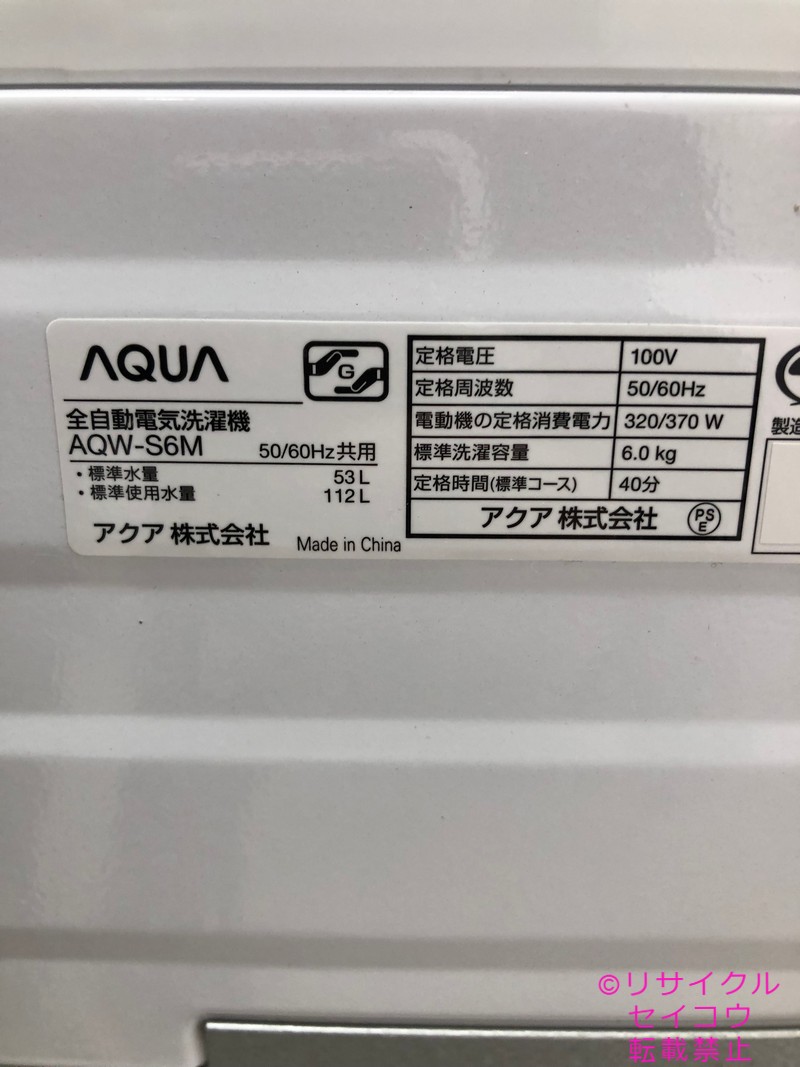 AQUA
G
全自動電気洗濯機
AQW-S6M 50/60Hz共用
・標準水量 53 L
・標準使用水量 112 L
アクア 株式会社 Made in China
定格電圧 100V
定格周波数 50/60Hz
電動機の定格消費電力 320/370 W
標準洗濯容量 6.0 kg
定格時間(標準コース) 40分
アクア 株式会社 PS E
製造
©リサイクル
セイコウ
転載禁止